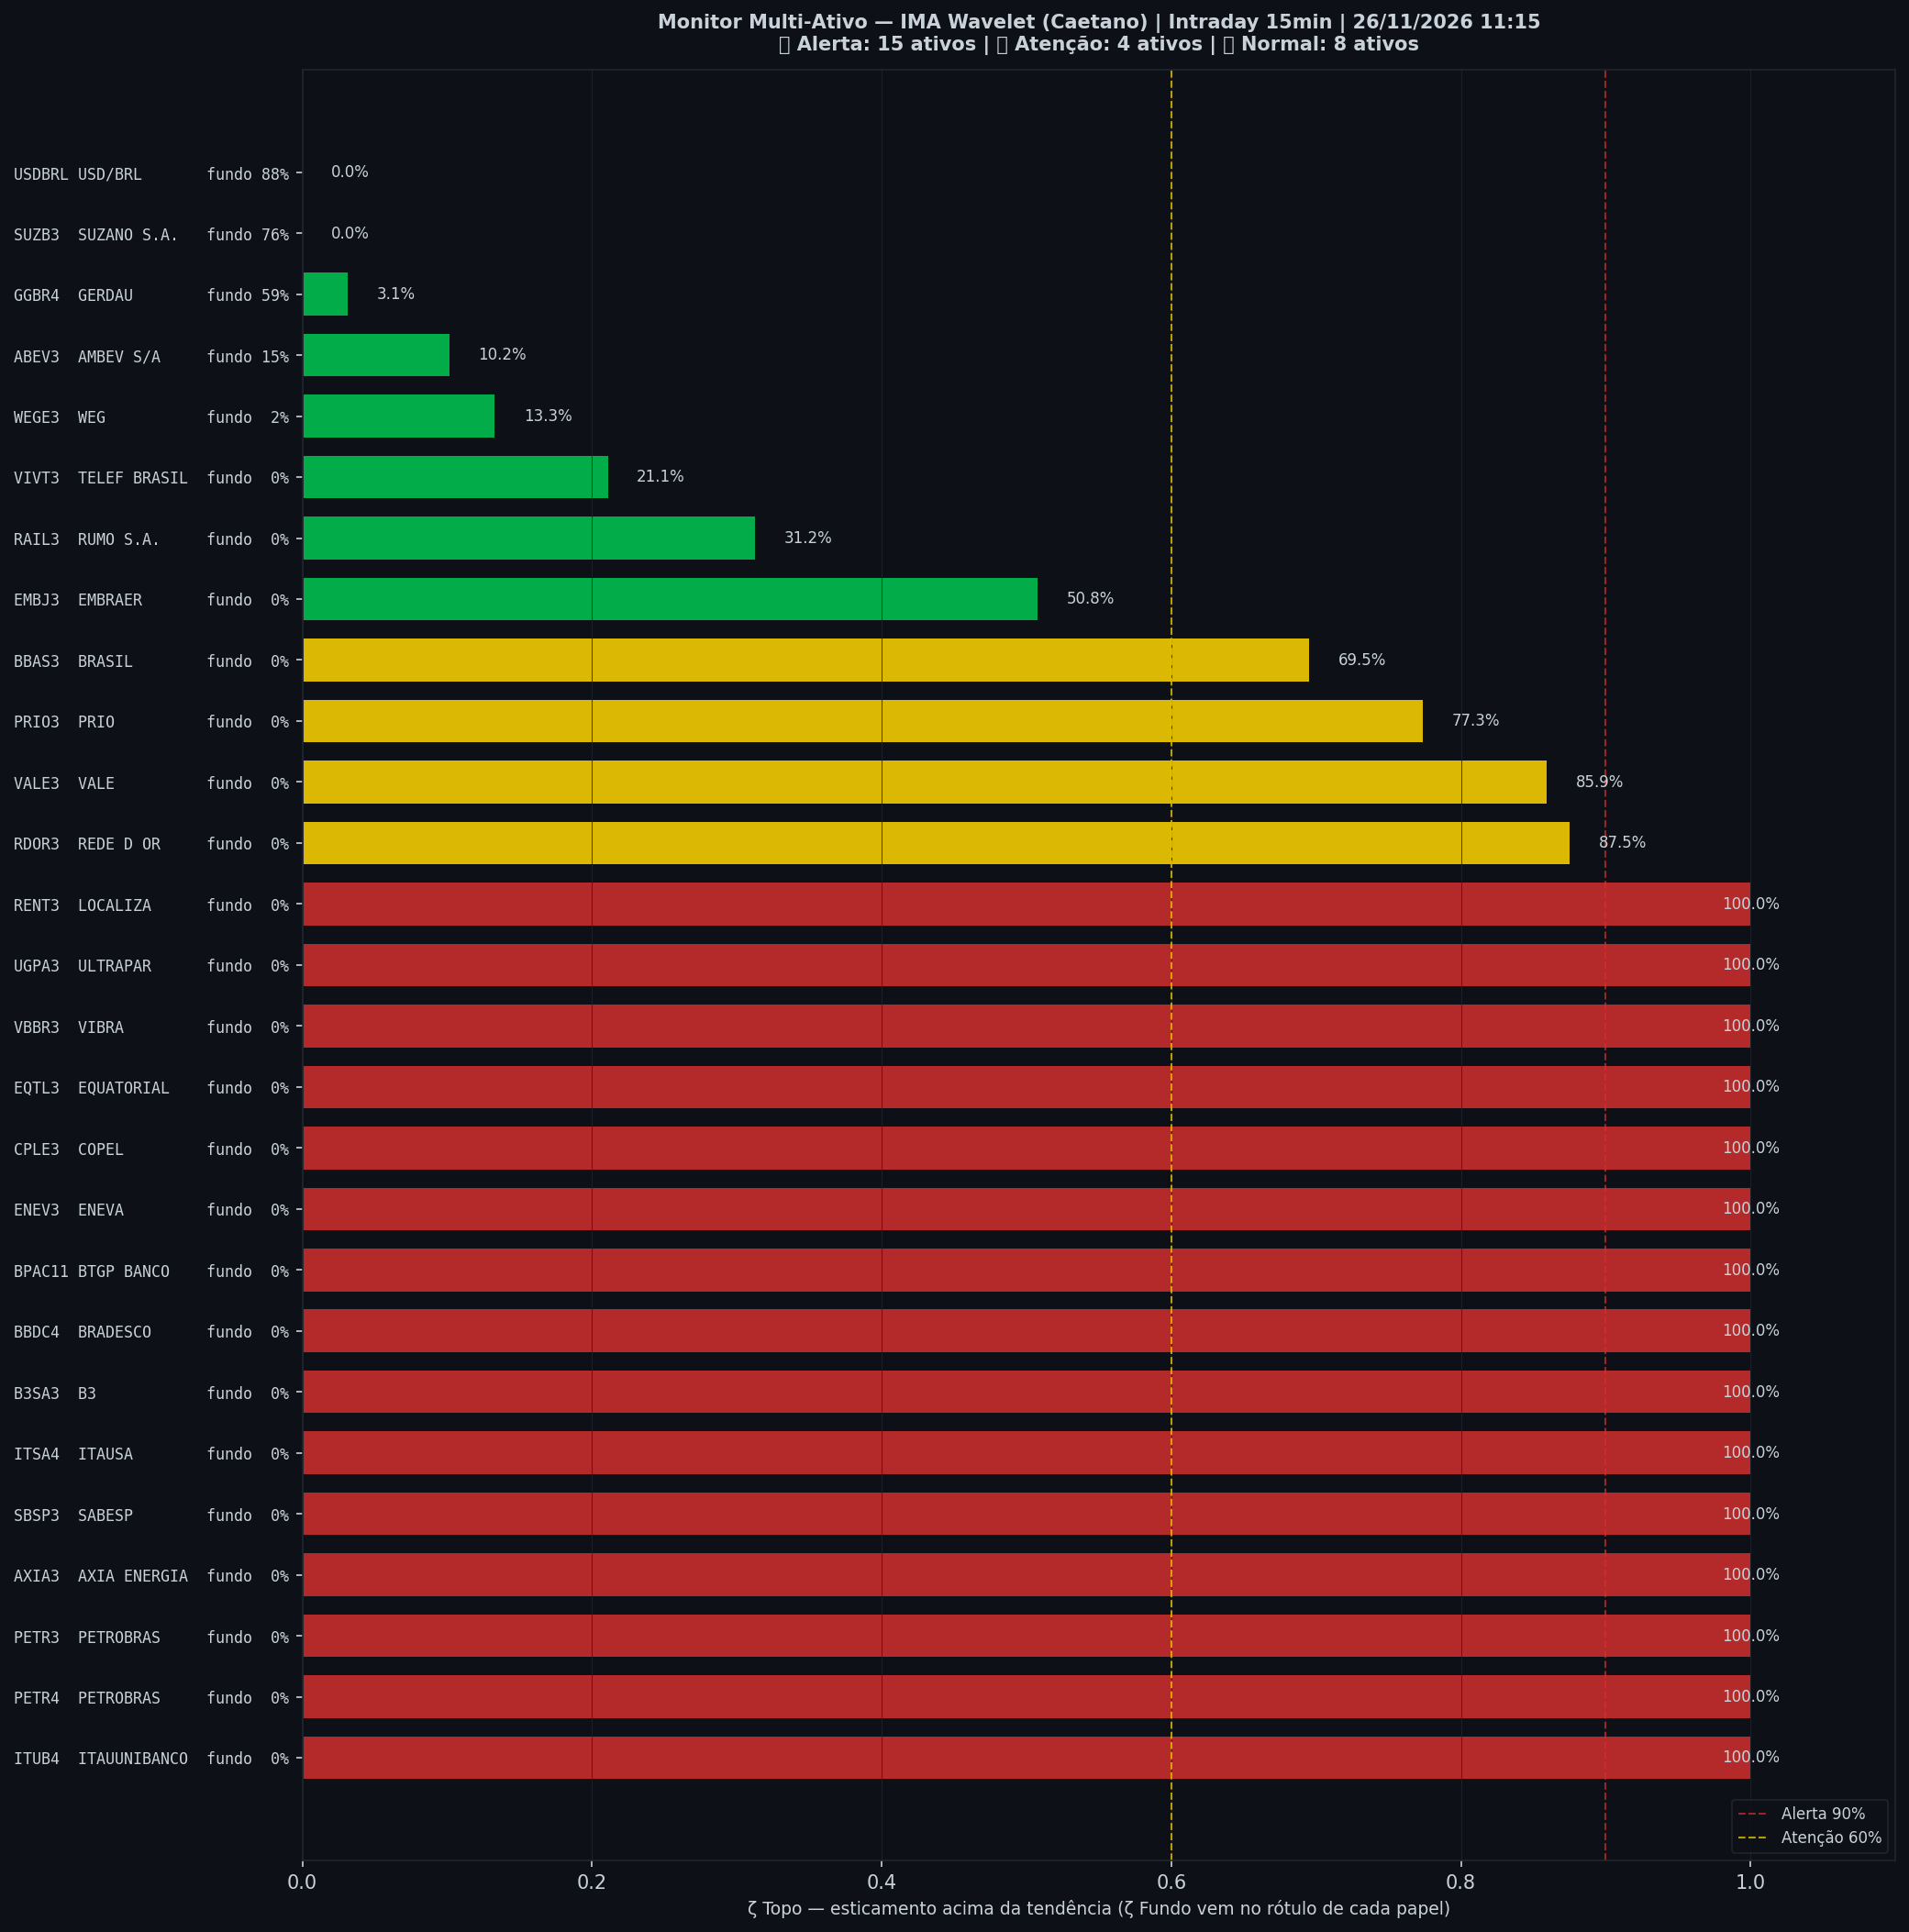 Monitor Multi-Ativo — IMA Wavelet (Caetano) | Intraday 15min | 26/11/2026 11:15
▯ Alerta: 15 ativos | ▯ Atenção: 4 ativos | ▯ Normal: 8 ativos
USDBRL USD/BRL fundo 88% 0.0%
SUZB3 SUZANO S.A. fundo 76% 0.0%
GGBR4 GERDAU fundo 59% 3.1%
ABEV3 AMBEV S/A fundo 15% 10.2%
WEGE3 WEG fundo 2% 13.3%
VIVT3 TELEF BRASIL fundo 0% 21.1%
RAIL3 RUMO S.A. fundo 0% 31.2%
EMBJ3 EMBRAER fundo 0% 50.8%
BBAS3 BRASIL fundo 0% 69.5%
PRIO3 PRIO fundo 0% 77.3%
VALE3 VALE fundo 0% 85.9%
RDOR3 REDE D OR fundo 0% 87.5%
RENT3 LOCALIZA fundo 0% 100.0%
UGPA3 ULTRAPAR fundo 0% 100.0%
VBBR3 VIBRA fundo 0% 100.0%
EQTL3 EQUATORIAL fundo 0% 100.0%
CPLE3 COPEL fundo 0% 100.0%
ENEV3 ENEVA fundo 0% 100.0%
BPAC11 BTGP BANCO fundo 0% 100.0%
BBDC4 BRADESCO fundo 0% 100.0%
B3SA3 B3 fundo 0% 100.0%
ITSA4 ITAUSA fundo 0% 100.0%
SBSP3 SABESP fundo 0% 100.0%
AXIA3 AXIA ENERGIA fundo 0% 100.0%
PETR3 PETROBRAS fundo 0% 100.0%
PETR4 PETROBRAS fundo 0% 100.0%
ITUB4 ITAUUNIBANCO fundo 0% 100.0%
Alerta 90%
Atenção 60%
0.0 0.2 0.4 0.6 0.8 1.0
ζ Topo — esticamento acima da tendência (ζ Fundo vem no rótulo de cada papel)